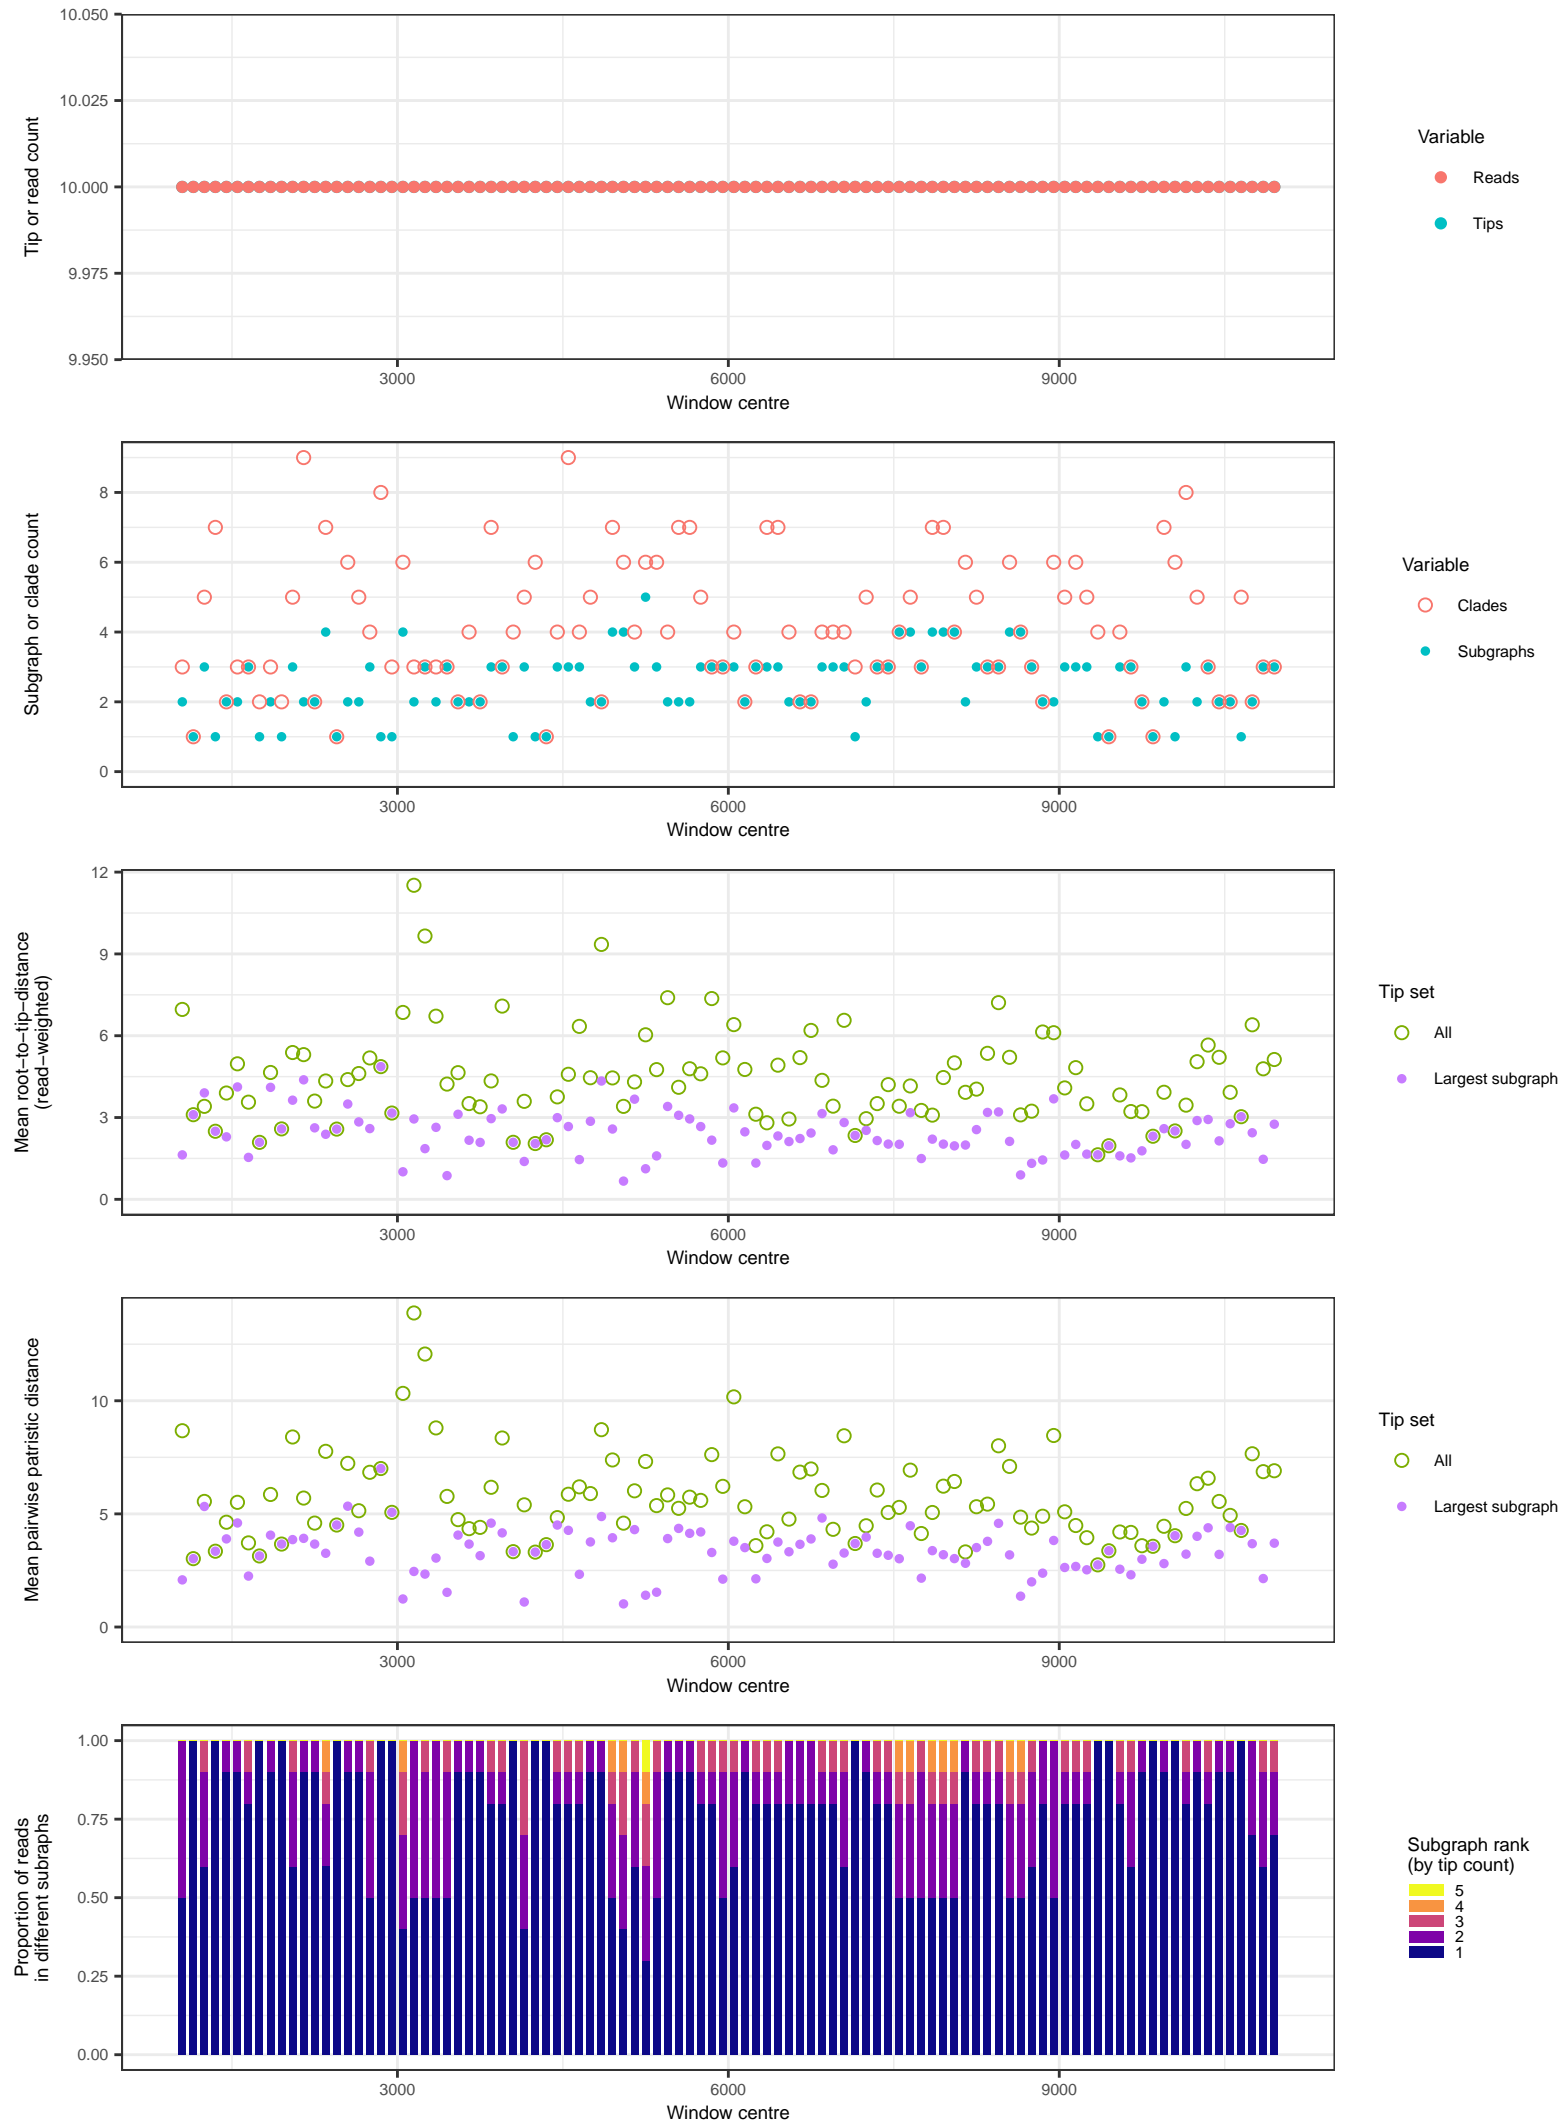 10.050
10.025
10.000
9.975
9.950
Tip or read count
3000 6000 9000
Window centre
Variable
Reads
Tips
8
6
4
2
0
Subgraph or clade count
3000 6000 9000
Window centre
Variable
Clades
Subgraphs
12
9
6
3
0
Mean root−to−tip−distance
(read−weighted)
3000 6000 9000
Window centre
Tip set
All
Largest subgraph
10
5
0
Mean pairwise patristic distance
3000 6000 9000
Window centre
Tip set
All
Largest subgraph
1.00
0.75
0.50
0.25
0.00
Proportion of reads
in different subraphs
3000 6000 9000
Window centre
Subgraph rank
(by tip count)
5
4
3
2
1